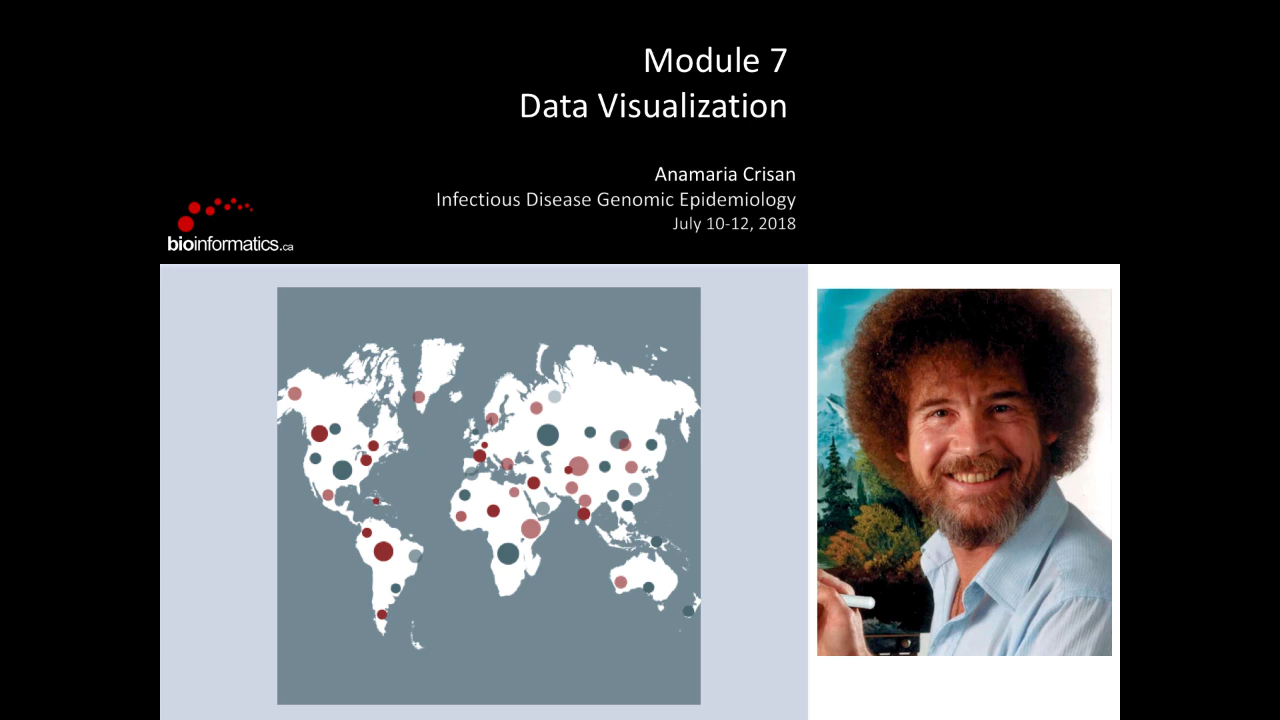 Module 7
Data Visualization
Anamaria Crisan
Infectious Disease Genomic Epidemiology
July 10-12, 2018
bioinformatics.ca